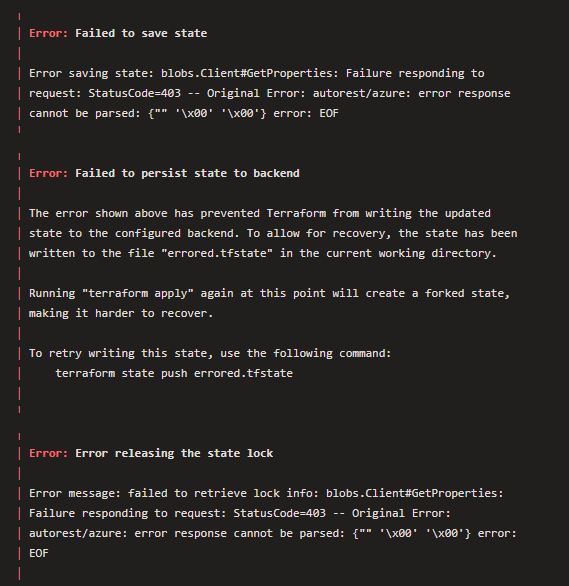 Error: Failed to save state
Error saving state: blobs.Client#GetProperties: Failure responding to
request: StatusCode=403 -- Original Error: autorest/azure: error response
cannot be parsed: {"" '\x00' '\x00'} error: EOF
Error: Failed to persist state to backend
The error shown above has prevented Terraform from writing the updated
state to the configured backend. To allow for recovery, the state has been
written to the file "errored.tfstate" in the current working directory.
Running "terraform apply" again at this point will create a forked state,
making it harder to recover.
To retry writing this state, use the following command:
terraform state push errored.tfstate
Error: Error releasing the state lock
Error message: failed to retrieve lock info: blobs.Client#GetProperties:
Failure responding to request: StatusCode=403 -- Original Error:
autorest/azure: error response cannot be parsed: {"" '\x00' '\x00'} error:
EOF